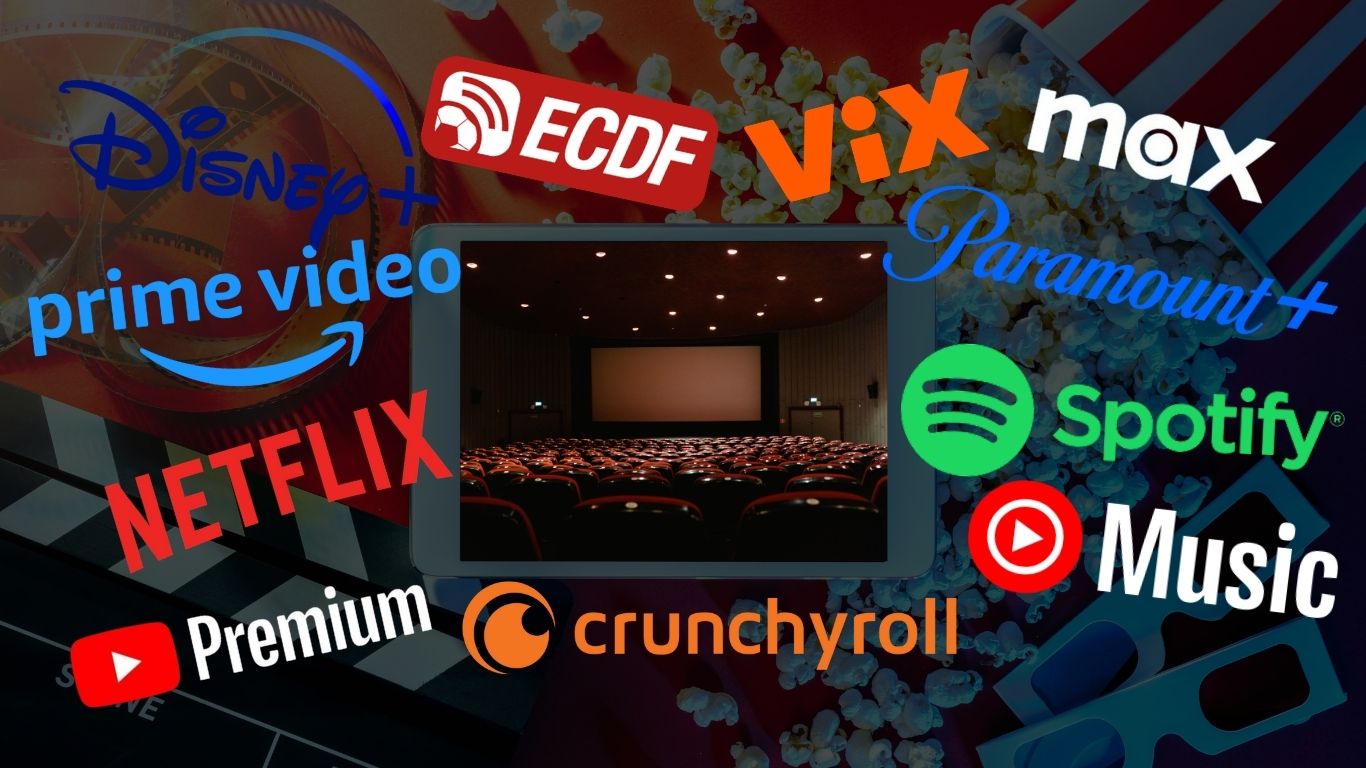 Disney+
ECDF
ViX
max
prime video
Paramount+
NETFLIX
Spotify®
Premium
crunchyroll
Music